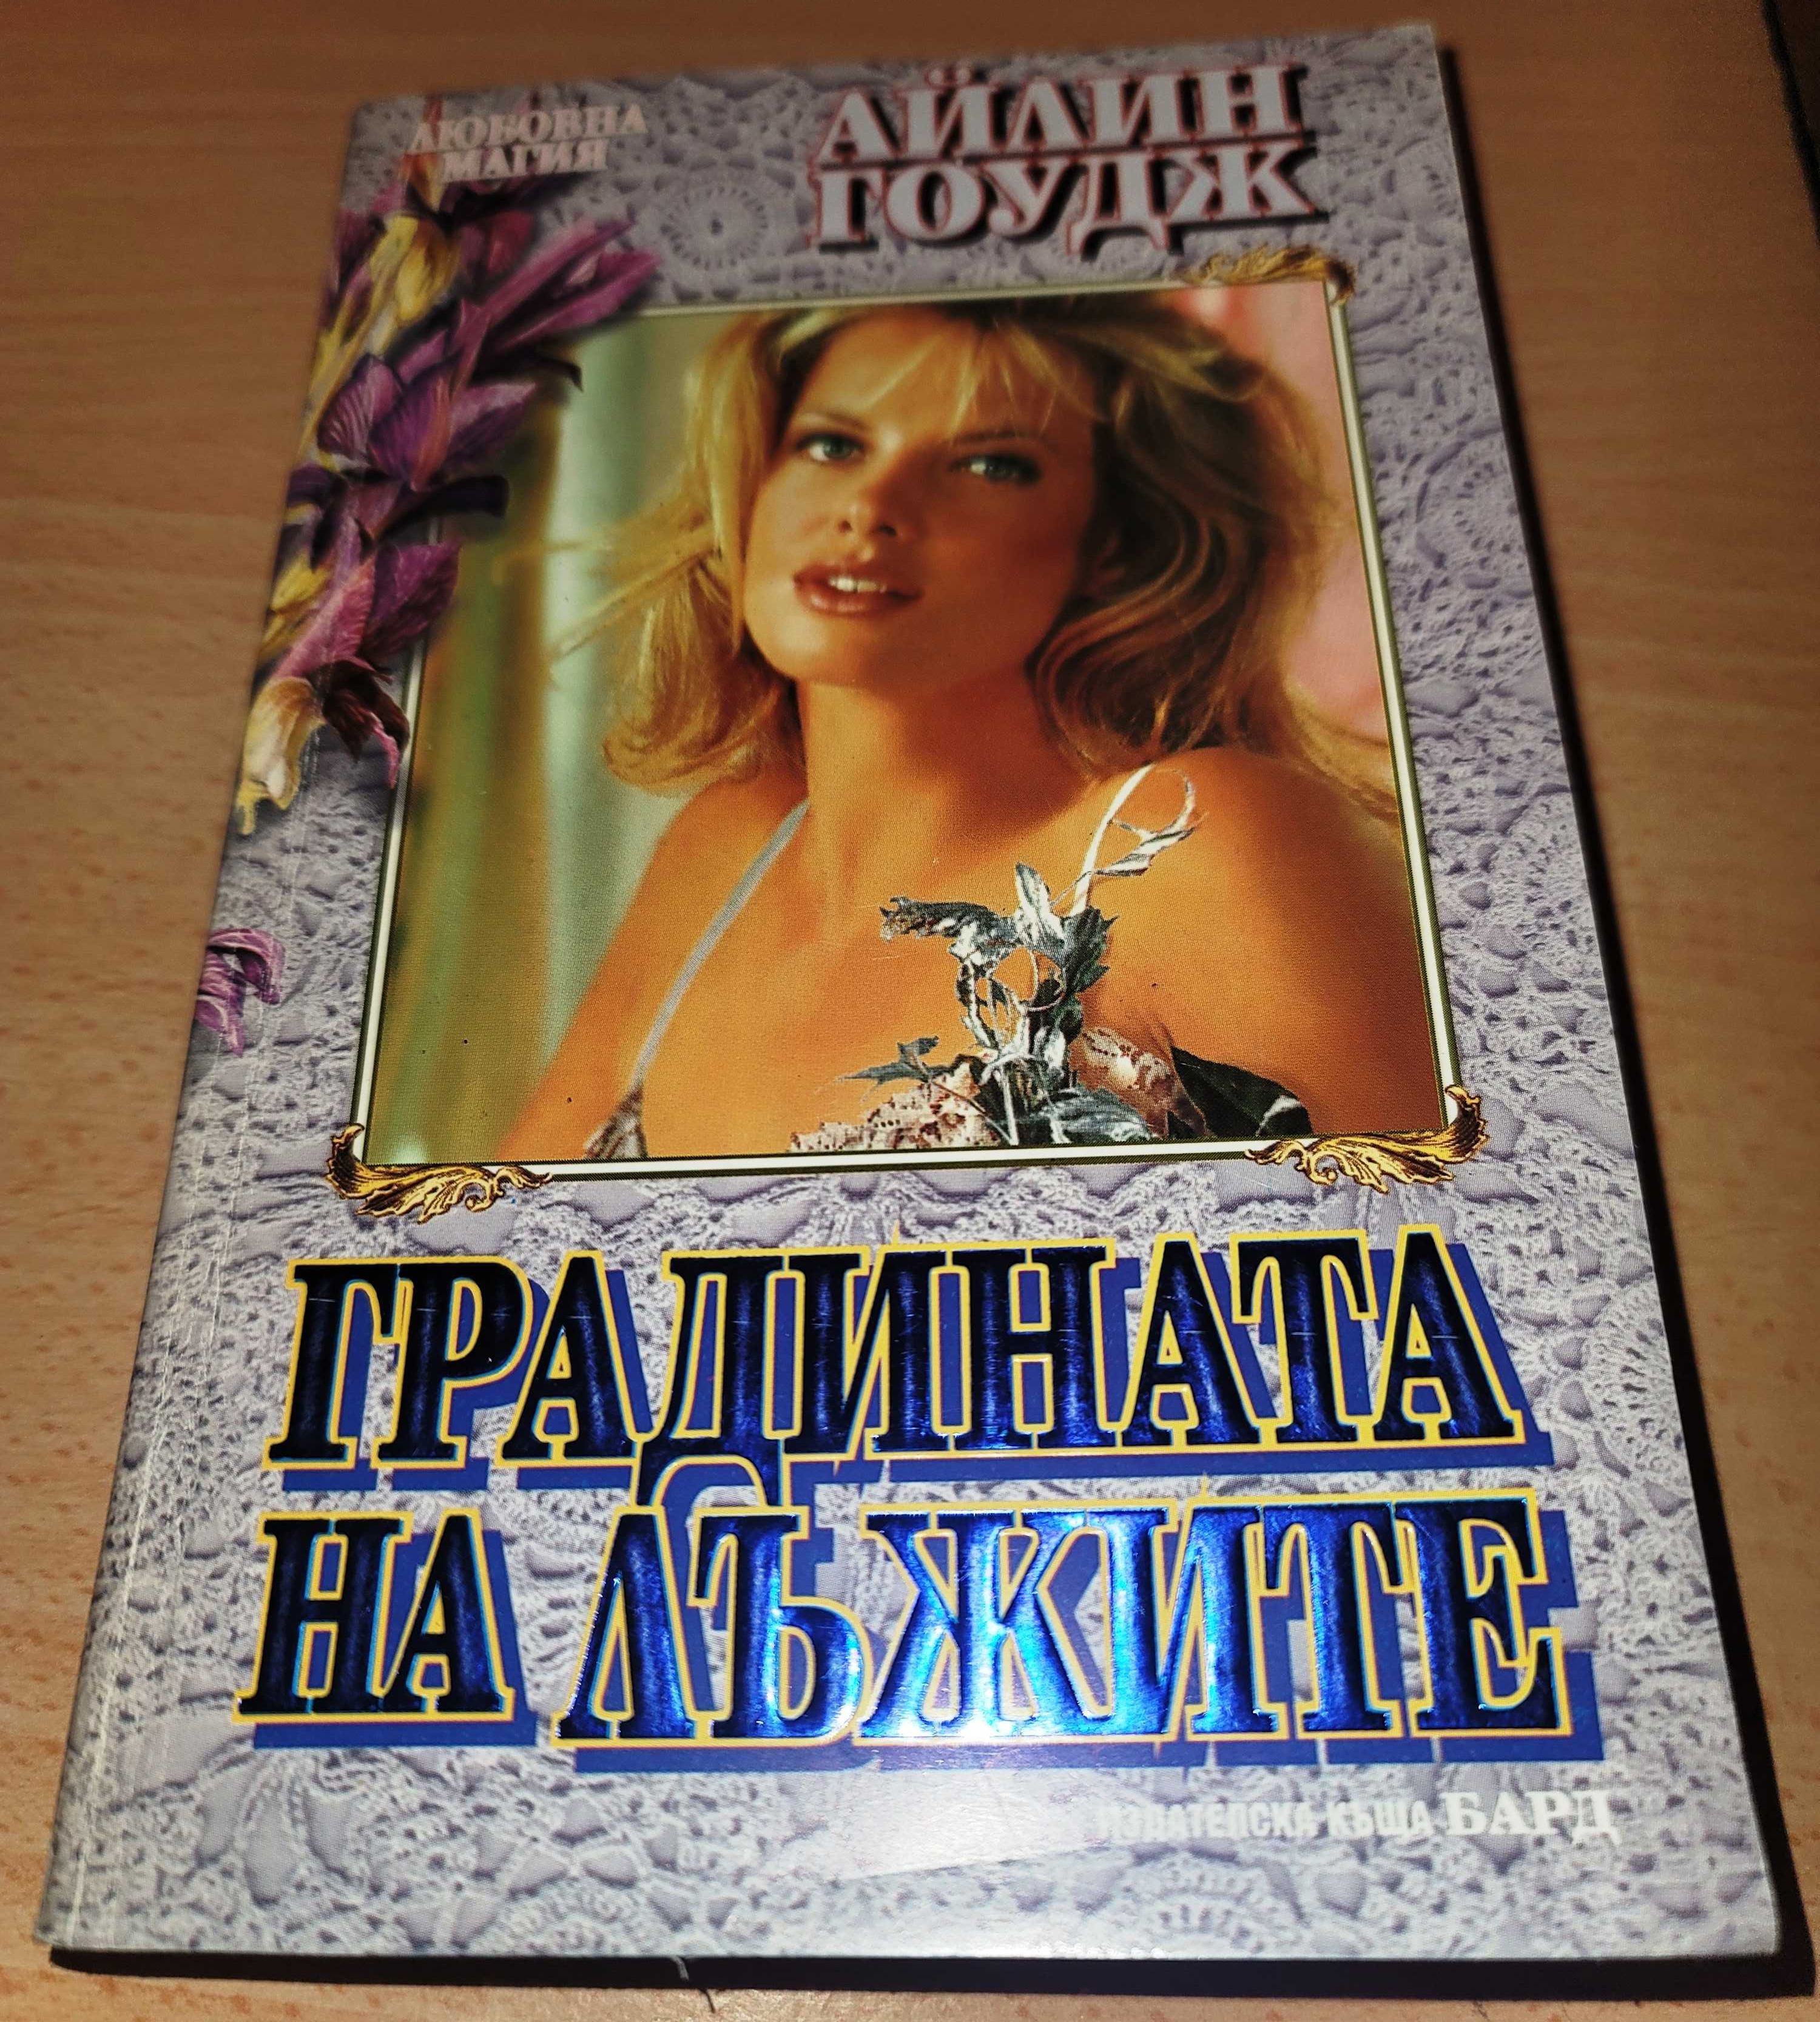 ЛЮБОВНА
МАГИЯ
АЙЛИН
ГОУДЖ
ГРАДИНАТА
НА ЛЪЖИТЕ
ИЗДАТЕЛСКА КЪЩА БАРД